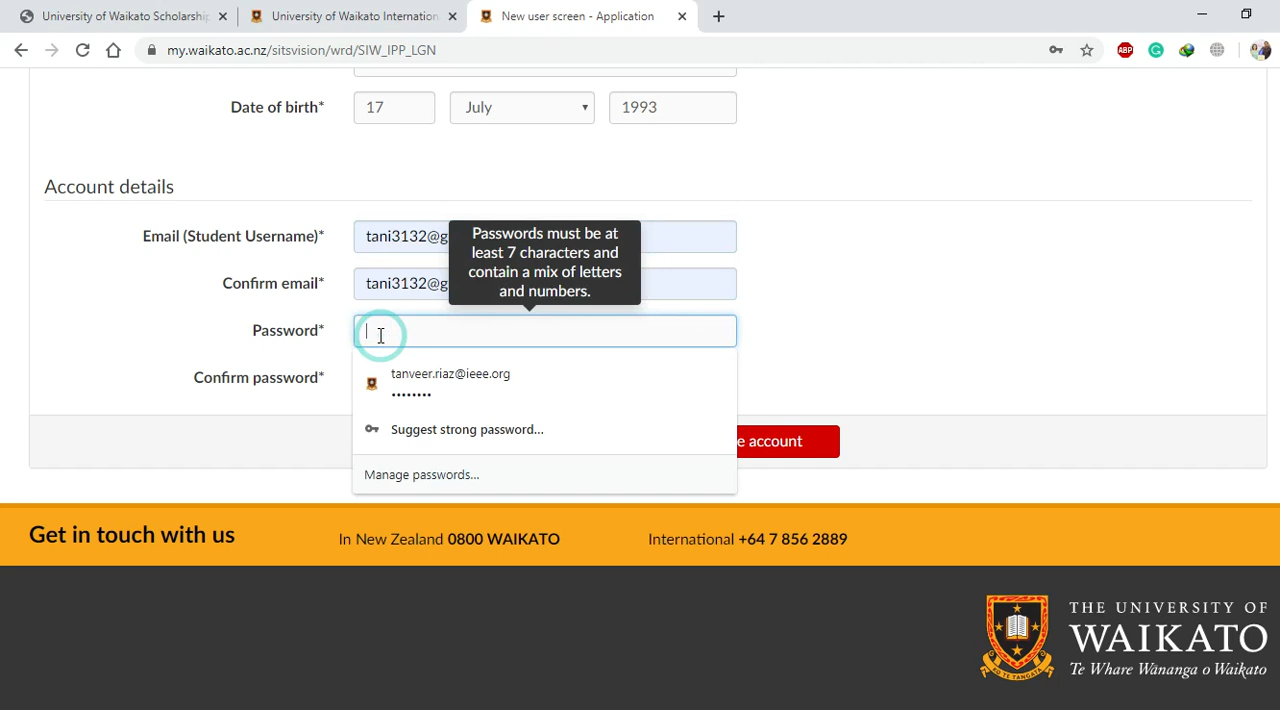 University of Waikato Scholarship
University of Waikato Internation
New user screen - Application
my.waikato.ac.nz/sitsvision/wrd/SIW_IPP_LGN
ABP
Date of birth*
17
July
1993
Account details
Email (Student Username)*
tani3132@g
Passwords must be at
least 7 characters and
contain a mix of letters
and numbers.
Confirm email*
tani3132@g
Password*
tanveer.riaz@ieee.org
••••••••
Confirm password*
Suggest strong password...
e account
Manage passwords...
Get in touch with us
In New Zealand 0800 WAIKATO
International +64 7 856 2889
THE UNIVERSITY OF
WAIKATO
Te Whare Wānanga o Waikato